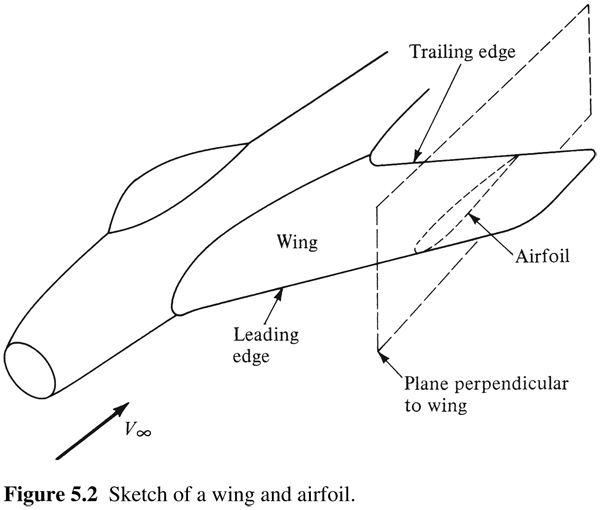 Trailing edge
Wing
Airfoil
Leading
edge
Plane perpendicular
to wing
V∞
Figure 5.2 Sketch of a wing and airfoil.